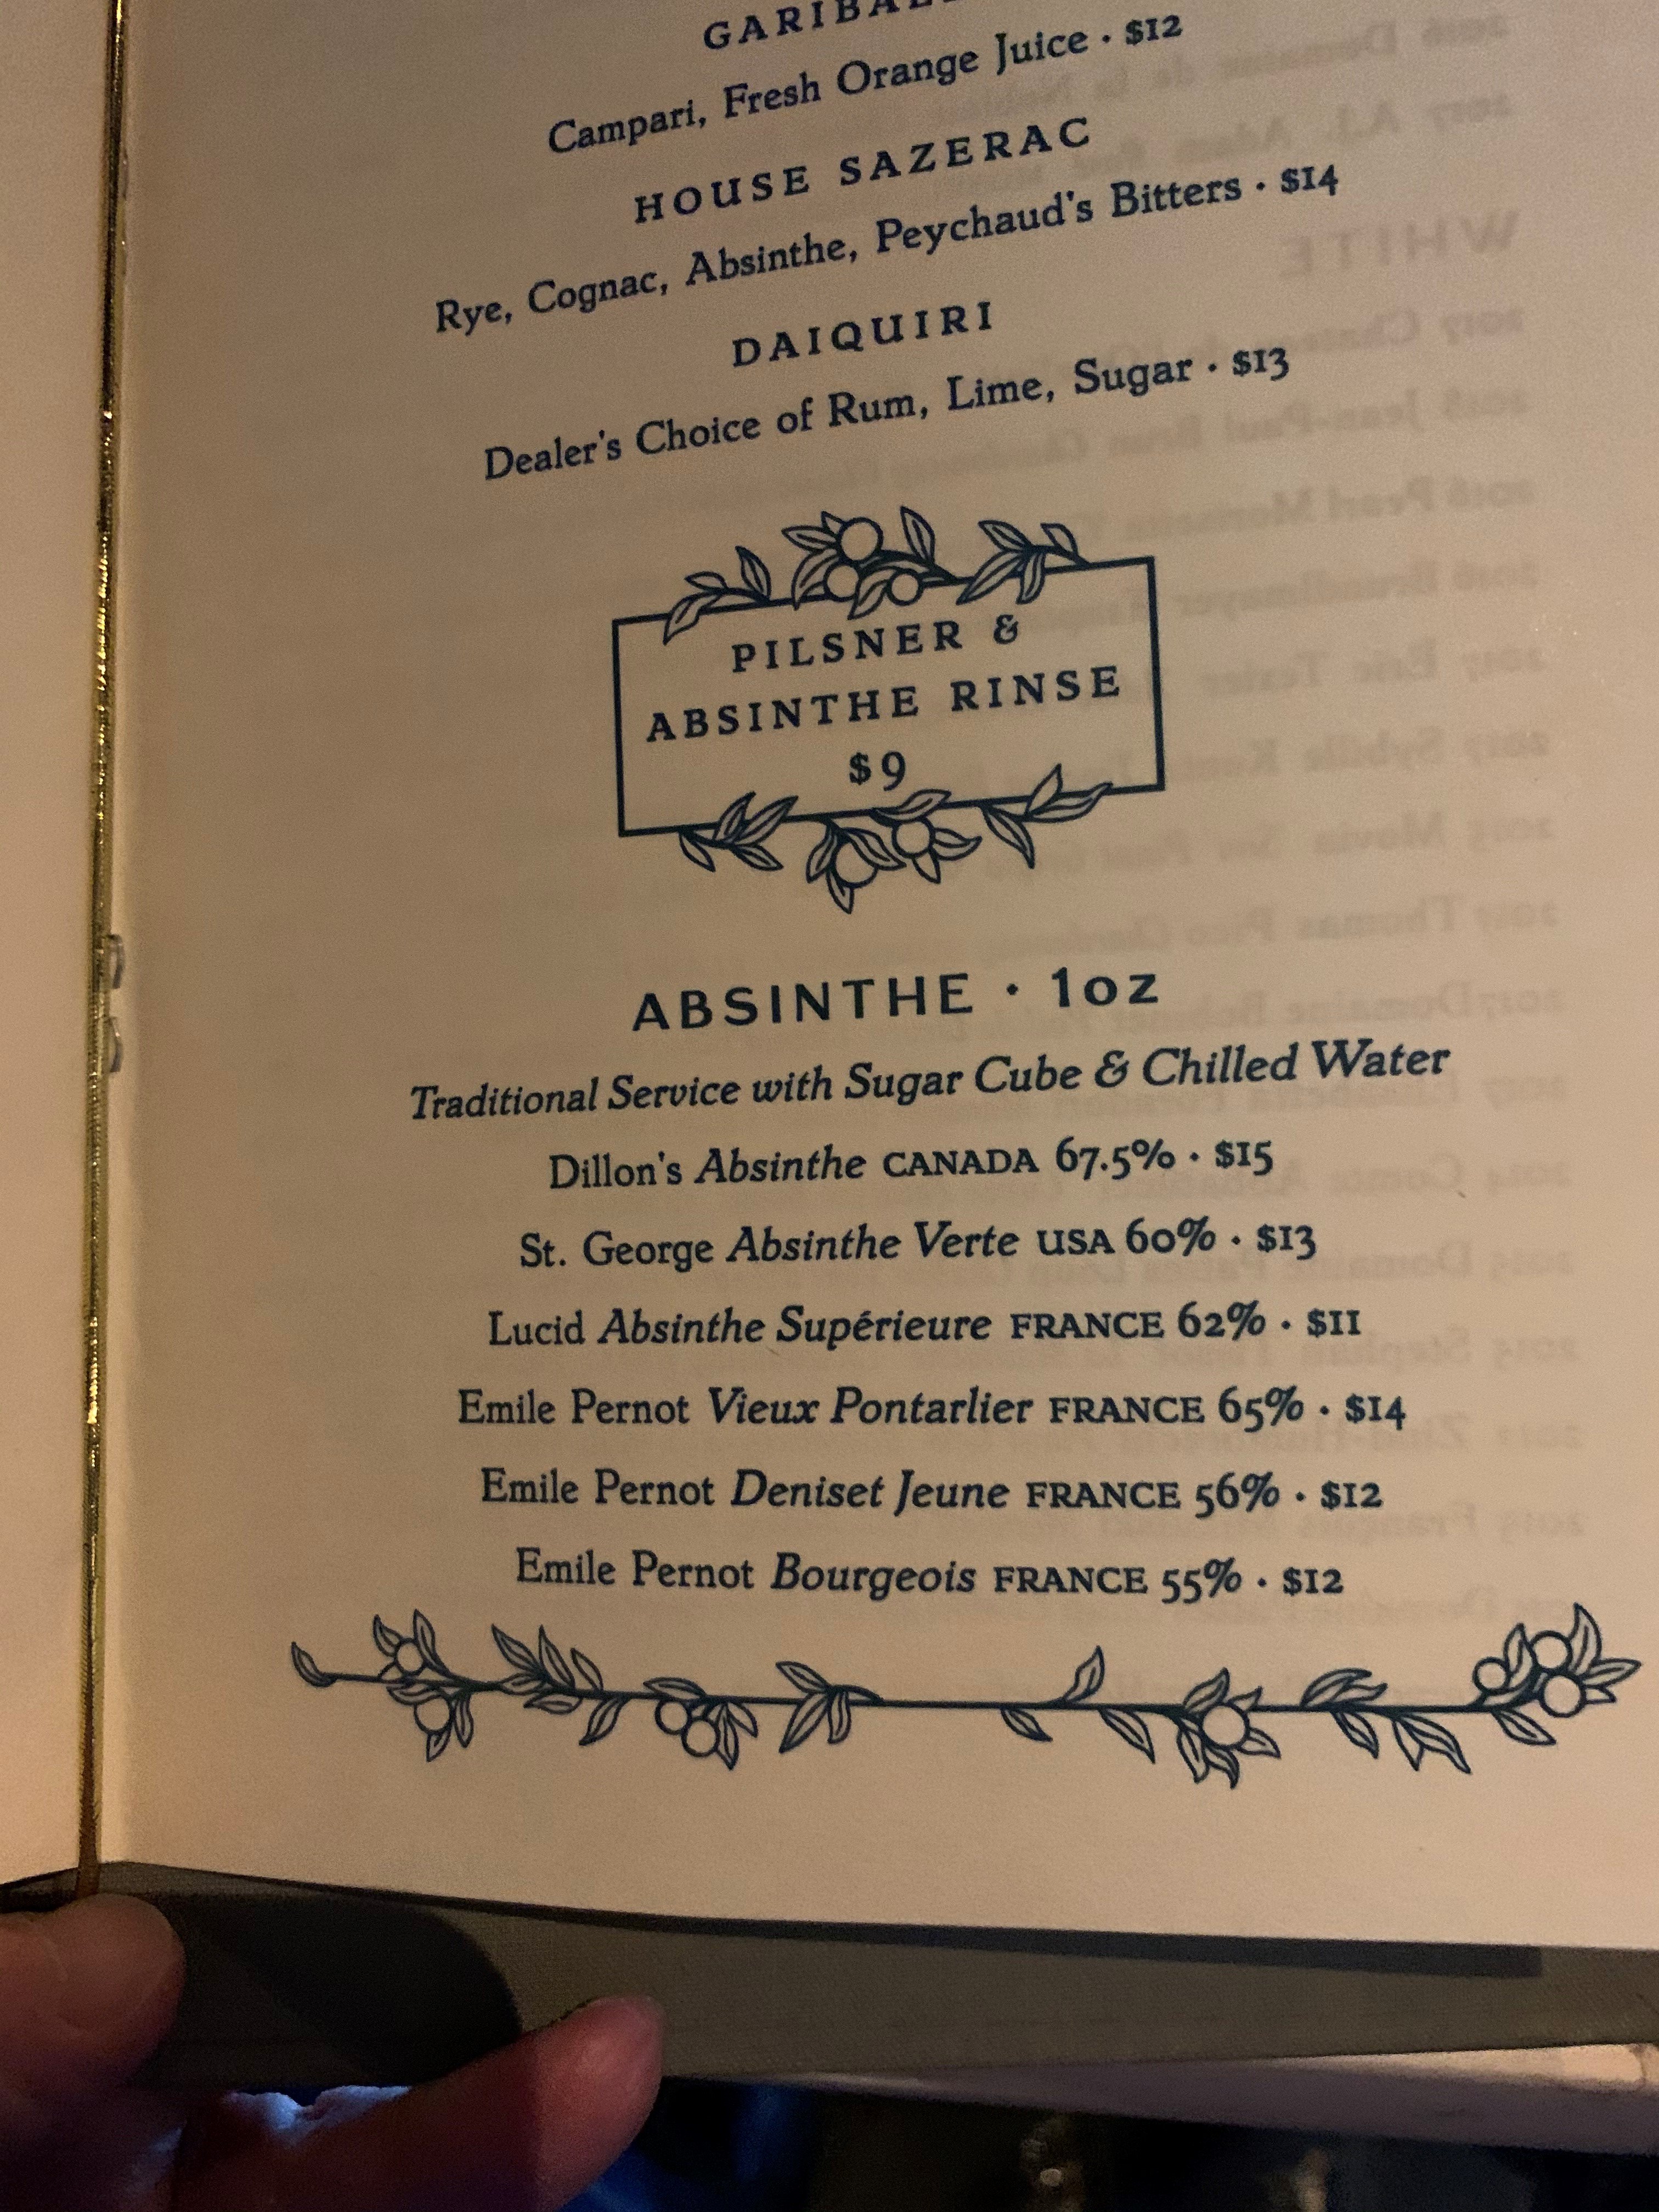 Campari, Fresh Orange Juice · $12
HOUSE SAZERAC
Rye, Cognac, Absinthe, Peychaud's Bitters · $14
DAIQUIRI
Dealer's Choice of Rum, Lime, Sugar · $13
PILSNER &
ABSINTHE RINSE
$9
ABSINTHE · 1oz
Traditional Service with Sugar Cube & Chilled Water
Dillon's Absinthe CANADA 67.5% · $15
St. George Absinthe Verte USA 60% · $13
Lucid Absinthe Supérieure FRANCE 62% · $11
Emile Pernot Vieux Pontarlier FRANCE 65% · $14
Emile Pernot Deniset Jeune FRANCE 56% · $12
Emile Pernot Bourgeois FRANCE 55% · $12